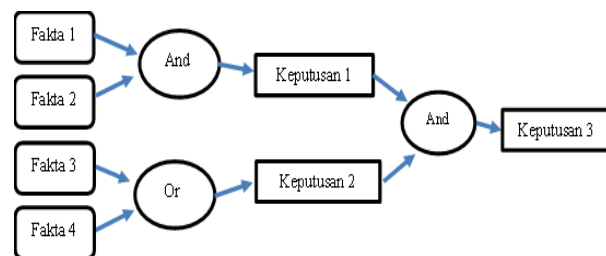 Fakta 1
Fakta 2
And
Keputusan 1
And
Keputusan 3
Fakta 3
Fakta 4
Or
Keputusan 2